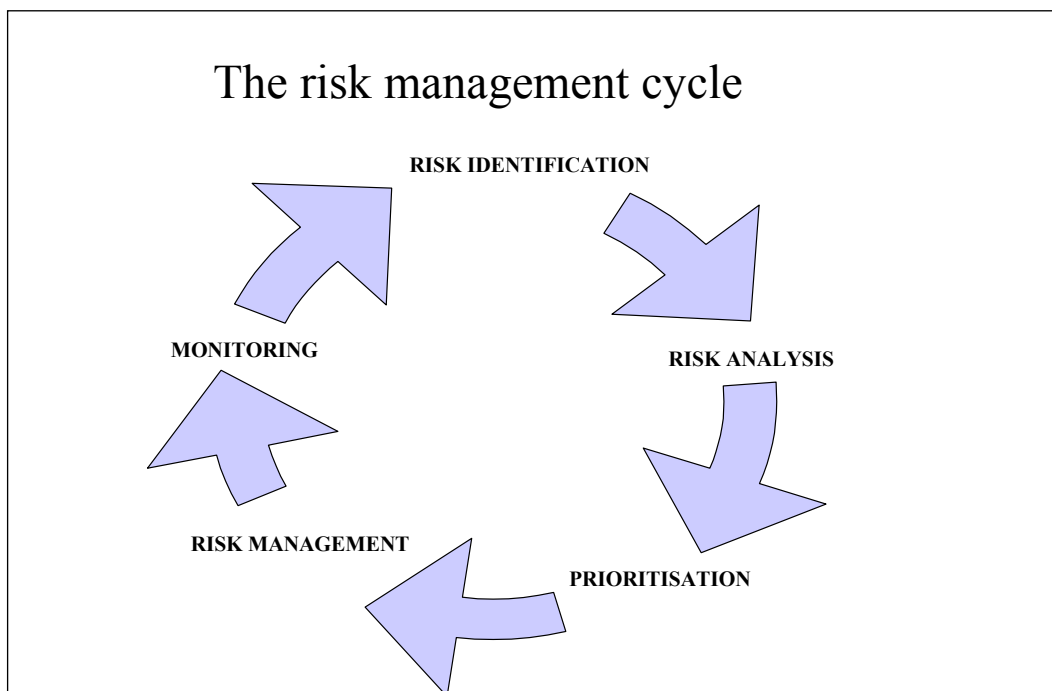 The risk management cycle
RISK IDENTIFICATION
RISK ANALYSIS
PRIORITISATION
RISK MANAGEMENT
MONITORING